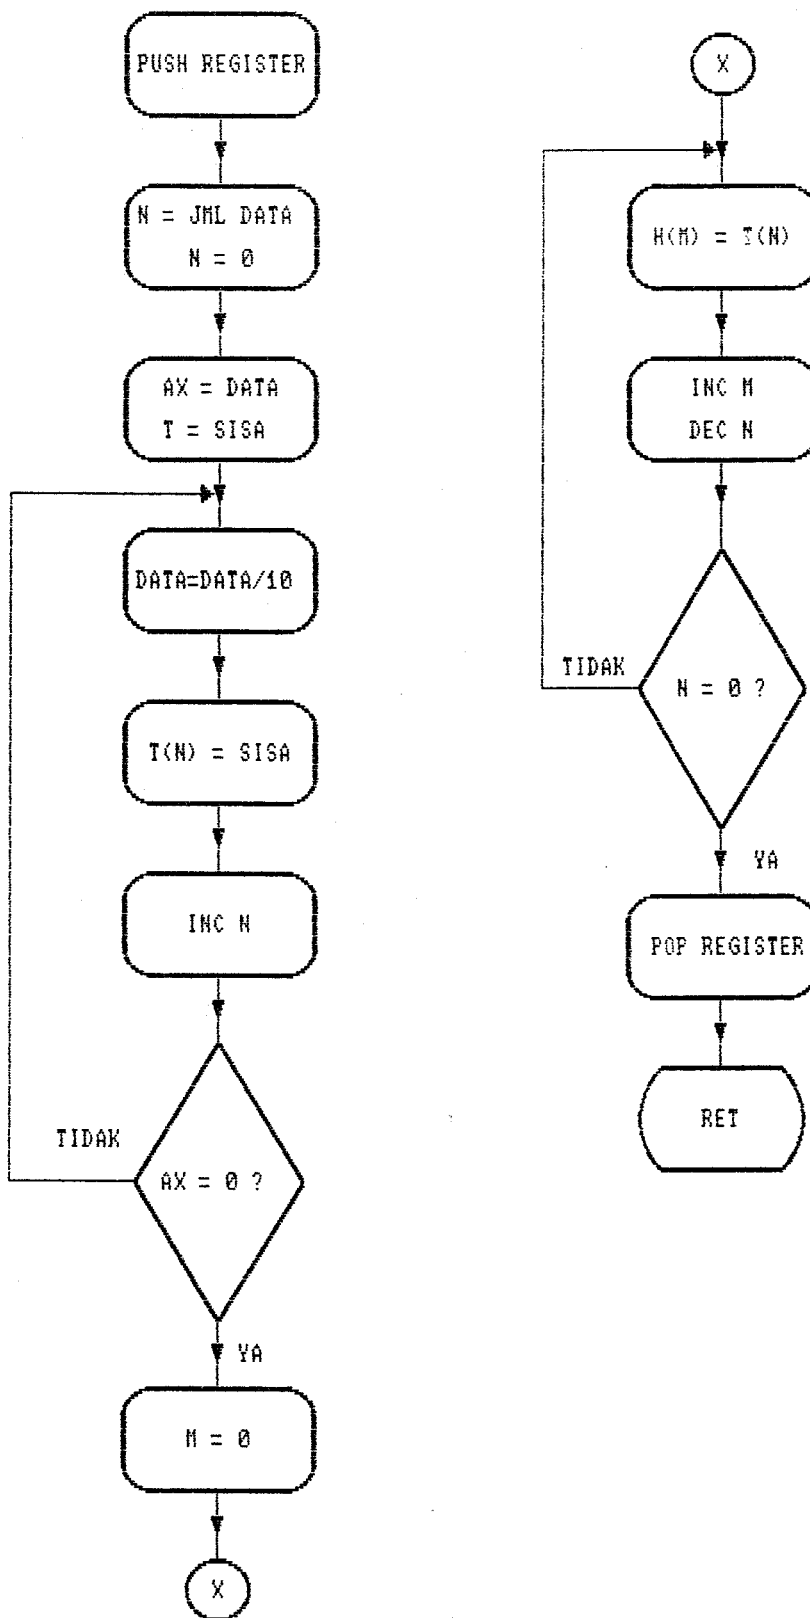 PUSH REGISTER
N = JML DATA
N = 0
AX = DATA
T = SISA
DATA=DATA/10
T(N) = SISA
INC N
TIDAK
AX = 0 ?
YA
M = 0
X
X
H(M) = T(N)
INC M
DEC N
TIDAK
N = 0 ?
YA
POP REGISTER
RET